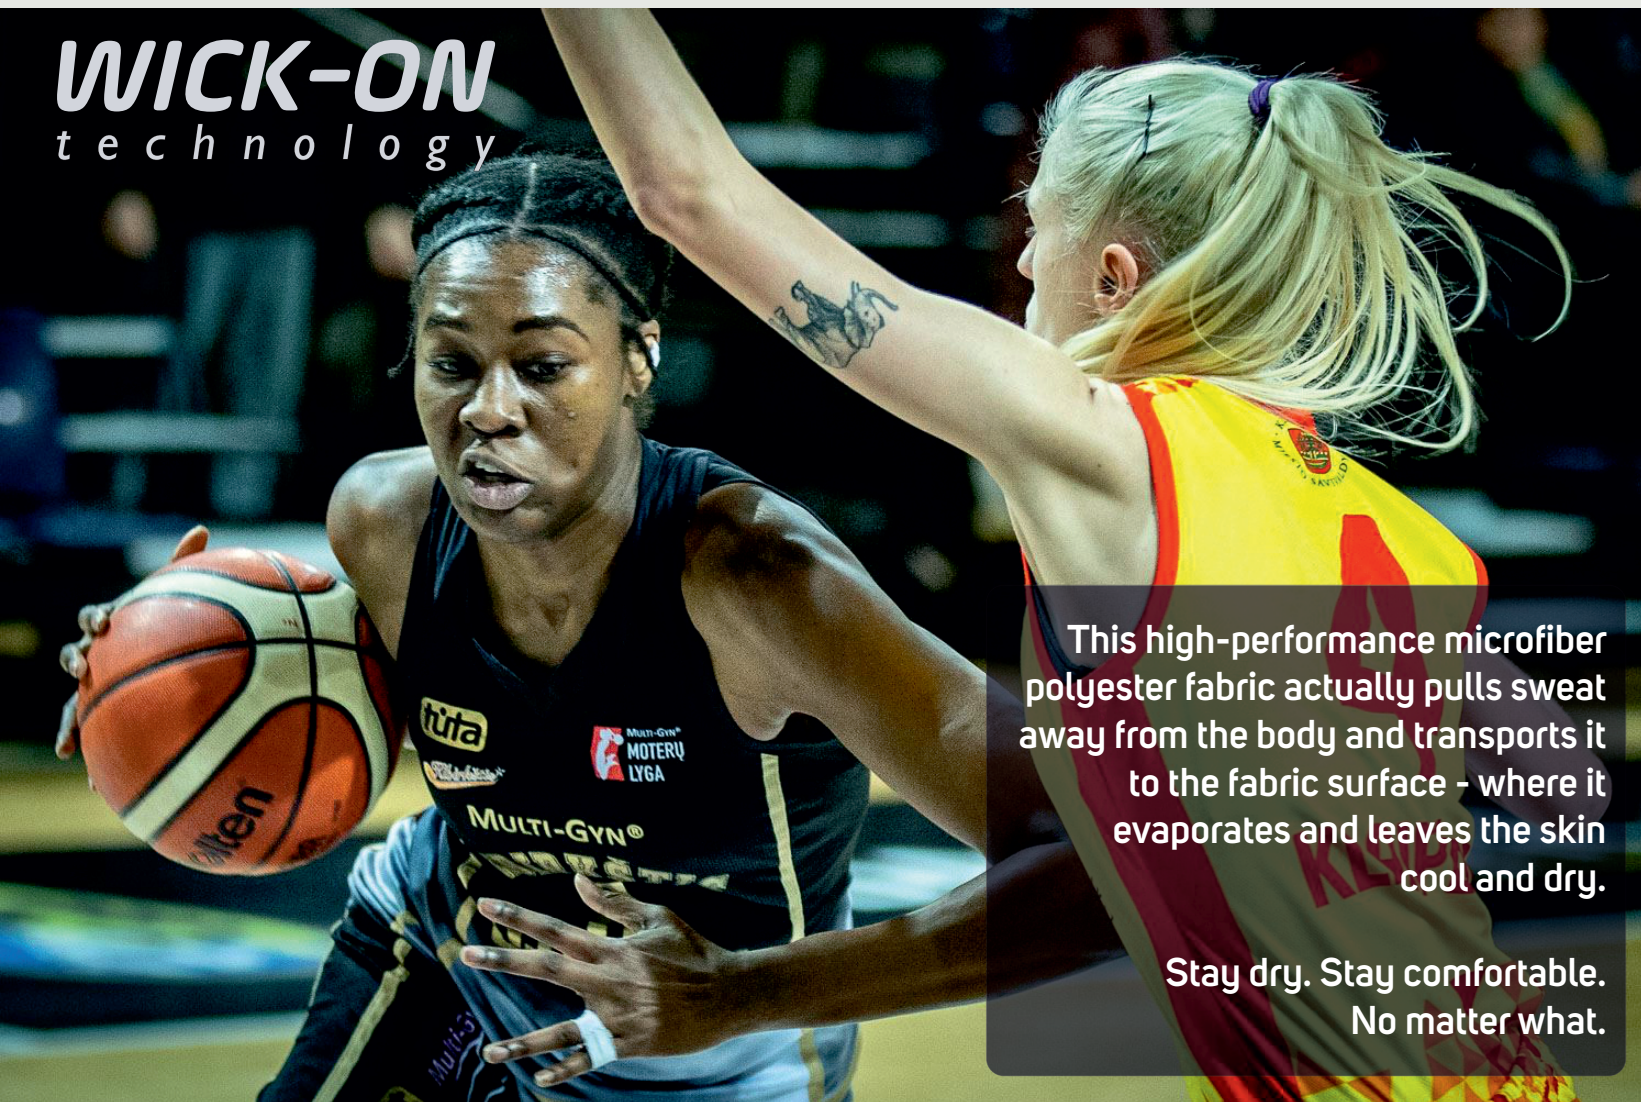 WICK-ON
technology
türta
MULTI-GYN®
MOTERŲ
LYGA
MULTI-GYN®
4
This high-performance microfiber
polyester fabric actually pulls sweat
away from the body and transports it
to the fabric surface - where it
evaporates and leaves the skin
cool and dry.
Stay dry. Stay comfortable.
No matter what.